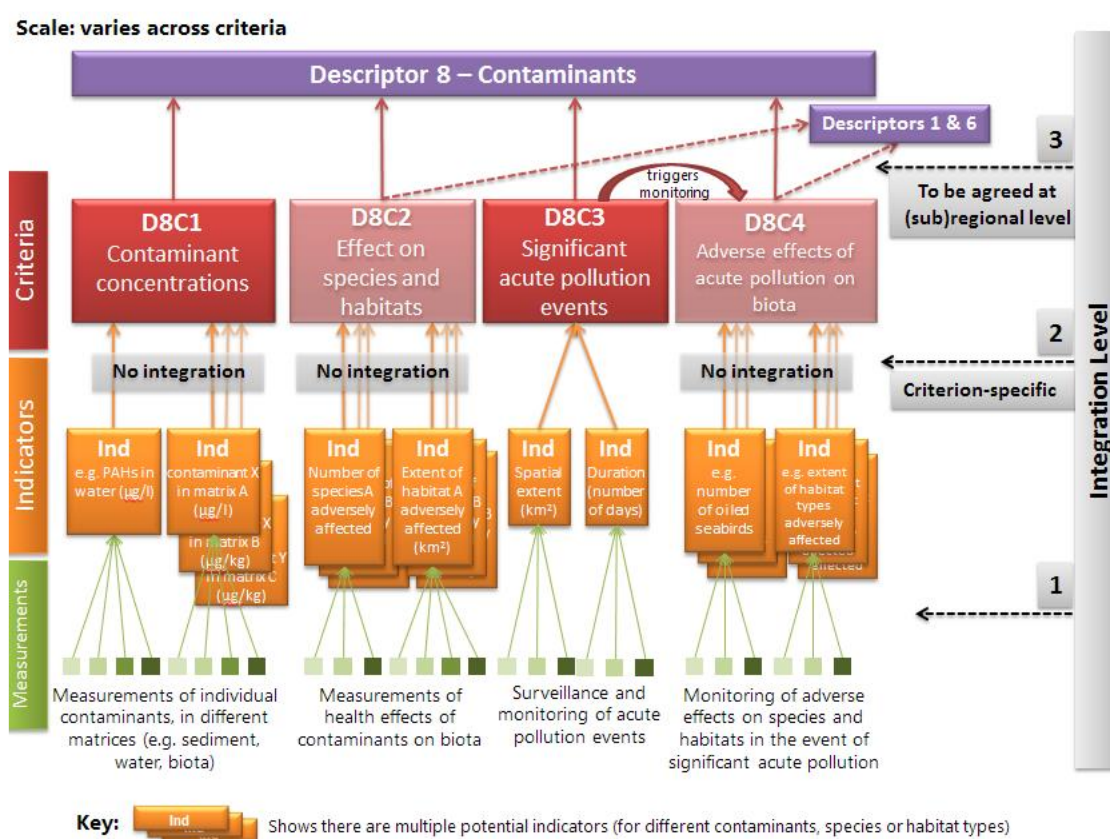 Scale: varies across criteria
Descriptor 8 – Contaminants
Descriptors 1 & 6
3
triggers
monitoring
To be agreed at
(sub)regional level
Criteria
D8C1
Contaminant
concentrations
D8C2
Effect on
species and
habitats
D8C3
Significant
acute pollution
events
D8C4
Adverse effects of
acute pollution on
biota
2
Criterion-specific
Integration Level
No integration
No integration
No integration
Indicators
Ind
e.g. PAHs in
water (µg/l)
Ind
contaminant X
in matrix A
(µg/l)
X
in matrix B
(µg/kg)
Y
in matrix C
(µg/kg)
Ind
Number of
species A
adversely
affected
Ind
Extent of
habitat A
adversely
affected
(km²)
B
Ind
Spatial
extent
(km²)
Ind
Duration
(number
of days)
Ind
e.g.
number
of oiled
seabirds
Ind
e.g. extent
of habitat
types
adversely
affected
affected
1
Measurements
Measurements of individual
contaminants, in different
matrices (e.g. sediment,
water, biota)
Measurements of
health effects of
contaminants on biota
Surveillance and
monitoring of acute
pollution events
Monitoring of adverse
effects on species and
habitats in the event of
significant acute pollution
Key:
Ind
Shows there are multiple potential indicators (for different contaminants, species or habitat types)